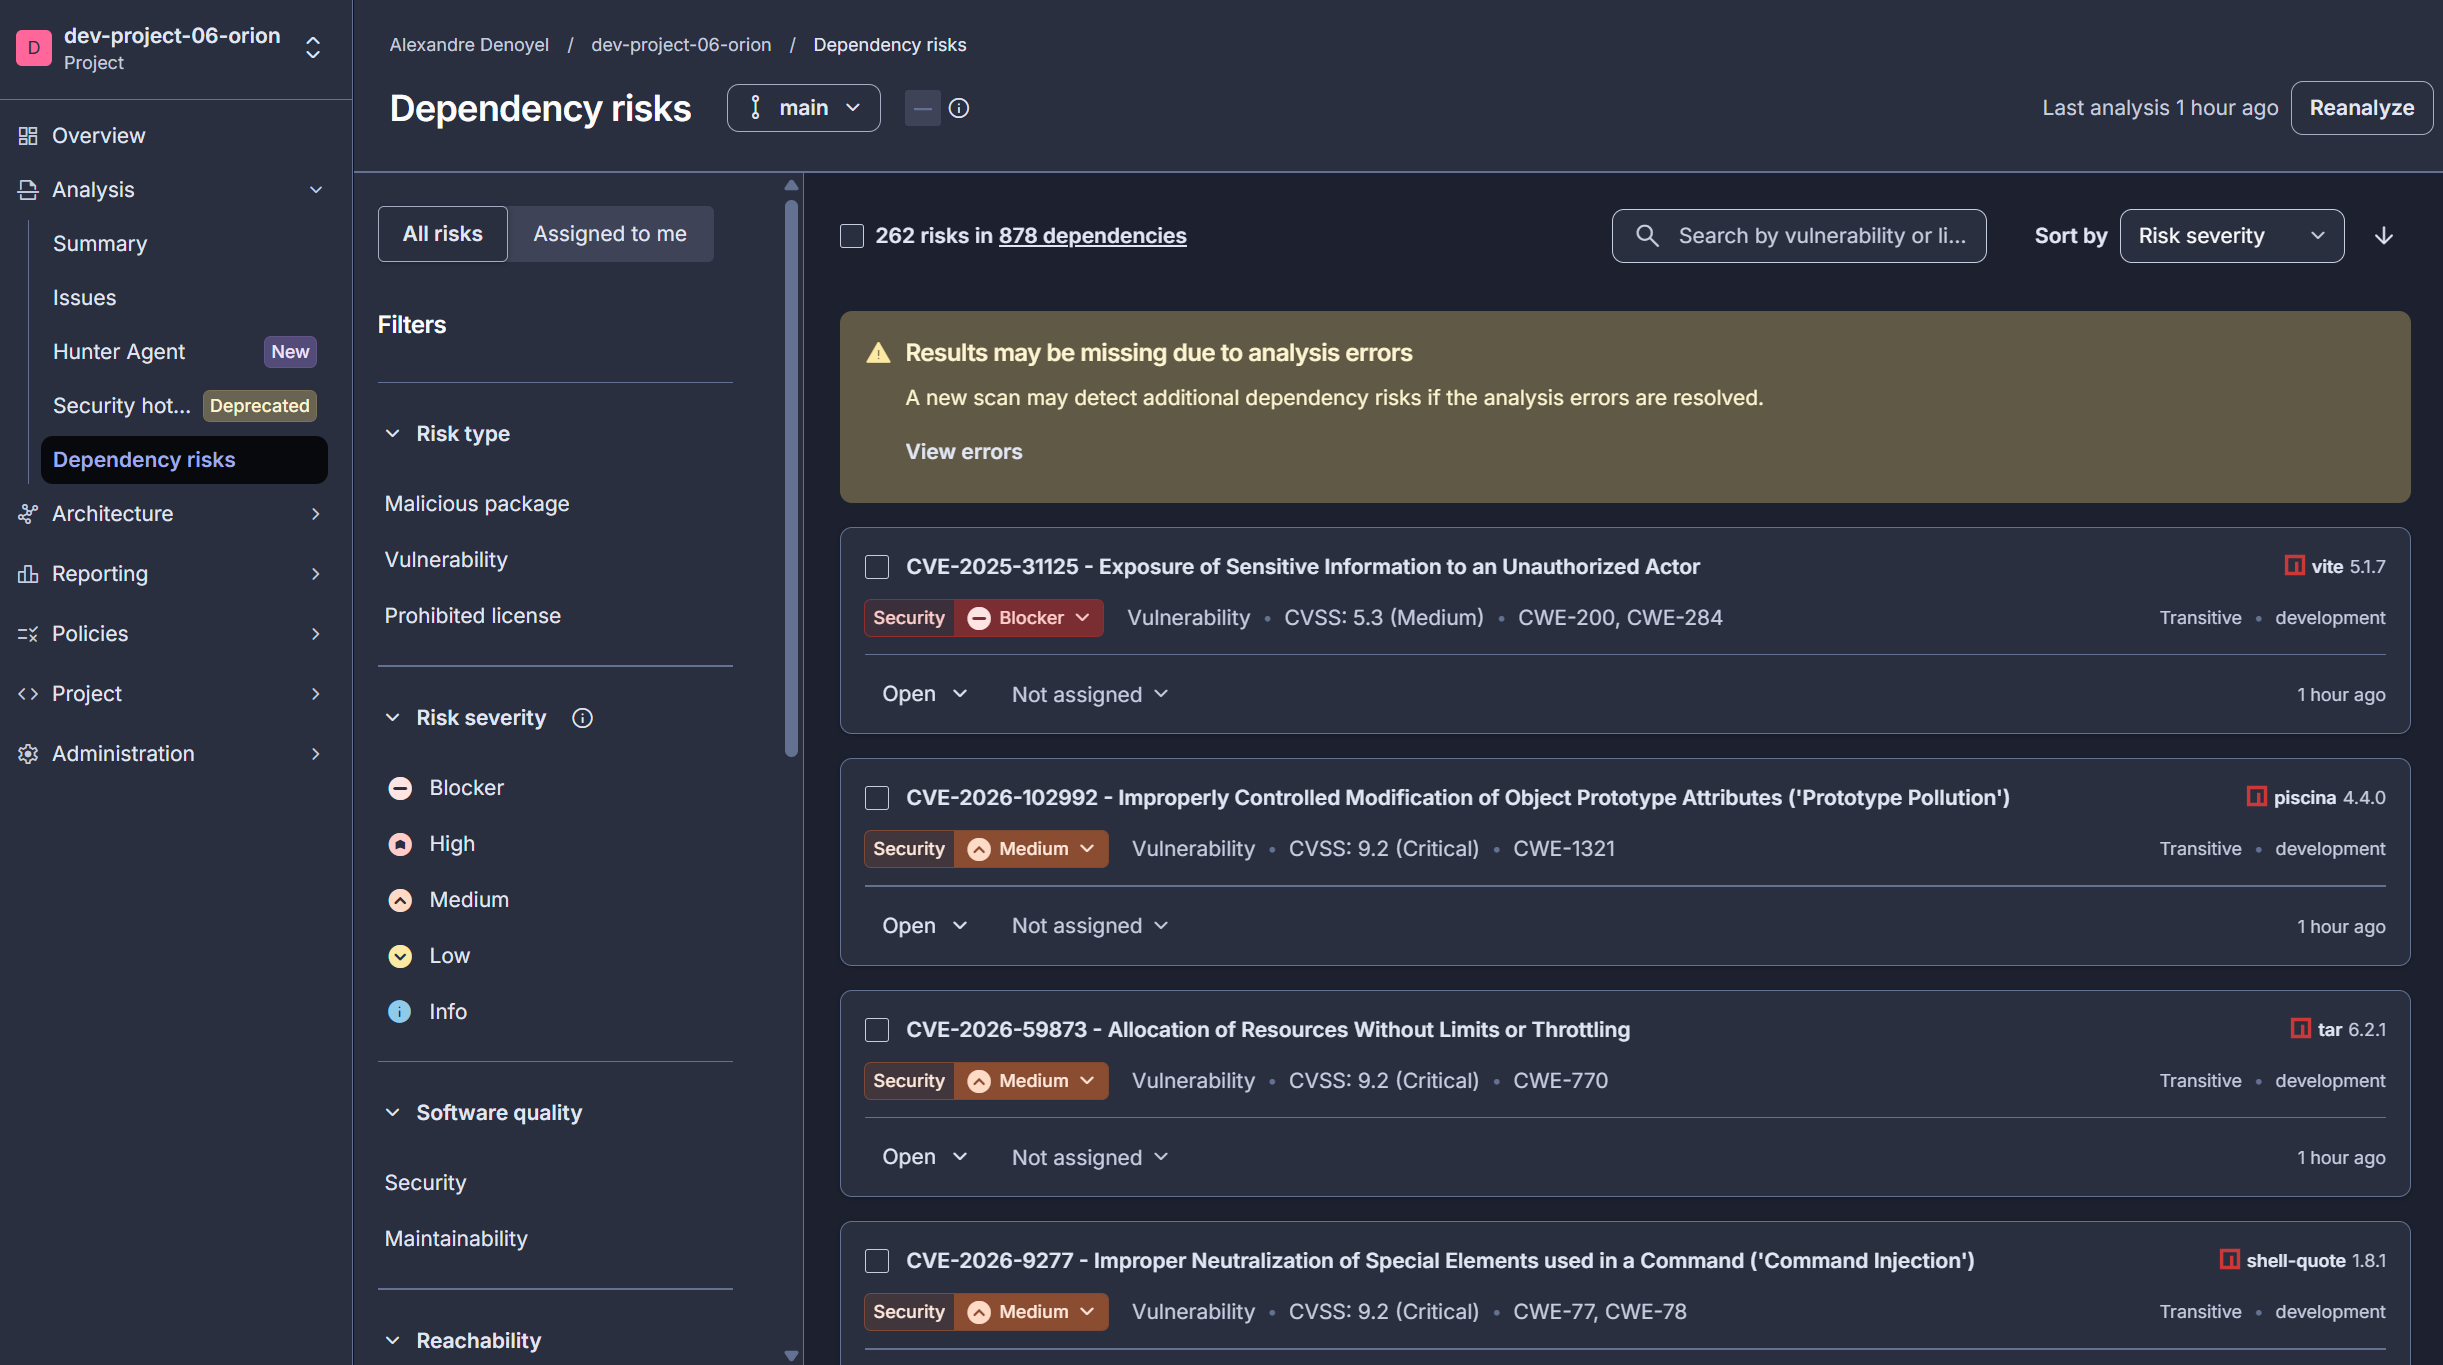 D
dev-project-06-orion
Project
Overview
Analysis
Summary
Issues
Hunter Agent New
Security hot... Deprecated
Dependency risks
Architecture
Reporting
Policies
Project
Administration
Alexandre Denoyel / dev-project-06-orion / Dependency risks
Dependency risks main —
Last analysis 1 hour ago Reanalyze
All risks Assigned to me
Filters
Risk type
Malicious package
Vulnerability
Prohibited license
Risk severity
Blocker
High
Medium
Low
Info
Software quality
Security
Maintainability
Reachability
262 risks in 878 dependencies
Search by vulnerability or li...
Sort by Risk severity
Results may be missing due to analysis errors
A new scan may detect additional dependency risks if the analysis errors are resolved.
View errors
CVE-2025-31125 - Exposure of Sensitive Information to an Unauthorized Actor vite 5.1.7
Security Blocker Vulnerability • CVSS: 5.3 (Medium) • CWE-200, CWE-284 Transitive • development
Open Not assigned 1 hour ago
CVE-2026-102992 - Improperly Controlled Modification of Object Prototype Attributes ('Prototype Pollution') piscina 4.4.0
Security Medium Vulnerability • CVSS: 9.2 (Critical) • CWE-1321 Transitive • development
Open Not assigned 1 hour ago
CVE-2026-59873 - Allocation of Resources Without Limits or Throttling tar 6.2.1
Security Medium Vulnerability • CVSS: 9.2 (Critical) • CWE-770 Transitive • development
Open Not assigned 1 hour ago
CVE-2026-9277 - Improper Neutralization of Special Elements used in a Command ('Command Injection') shell-quote 1.8.1
Security Medium Vulnerability • CVSS: 9.2 (Critical) • CWE-77, CWE-78 Transitive • development